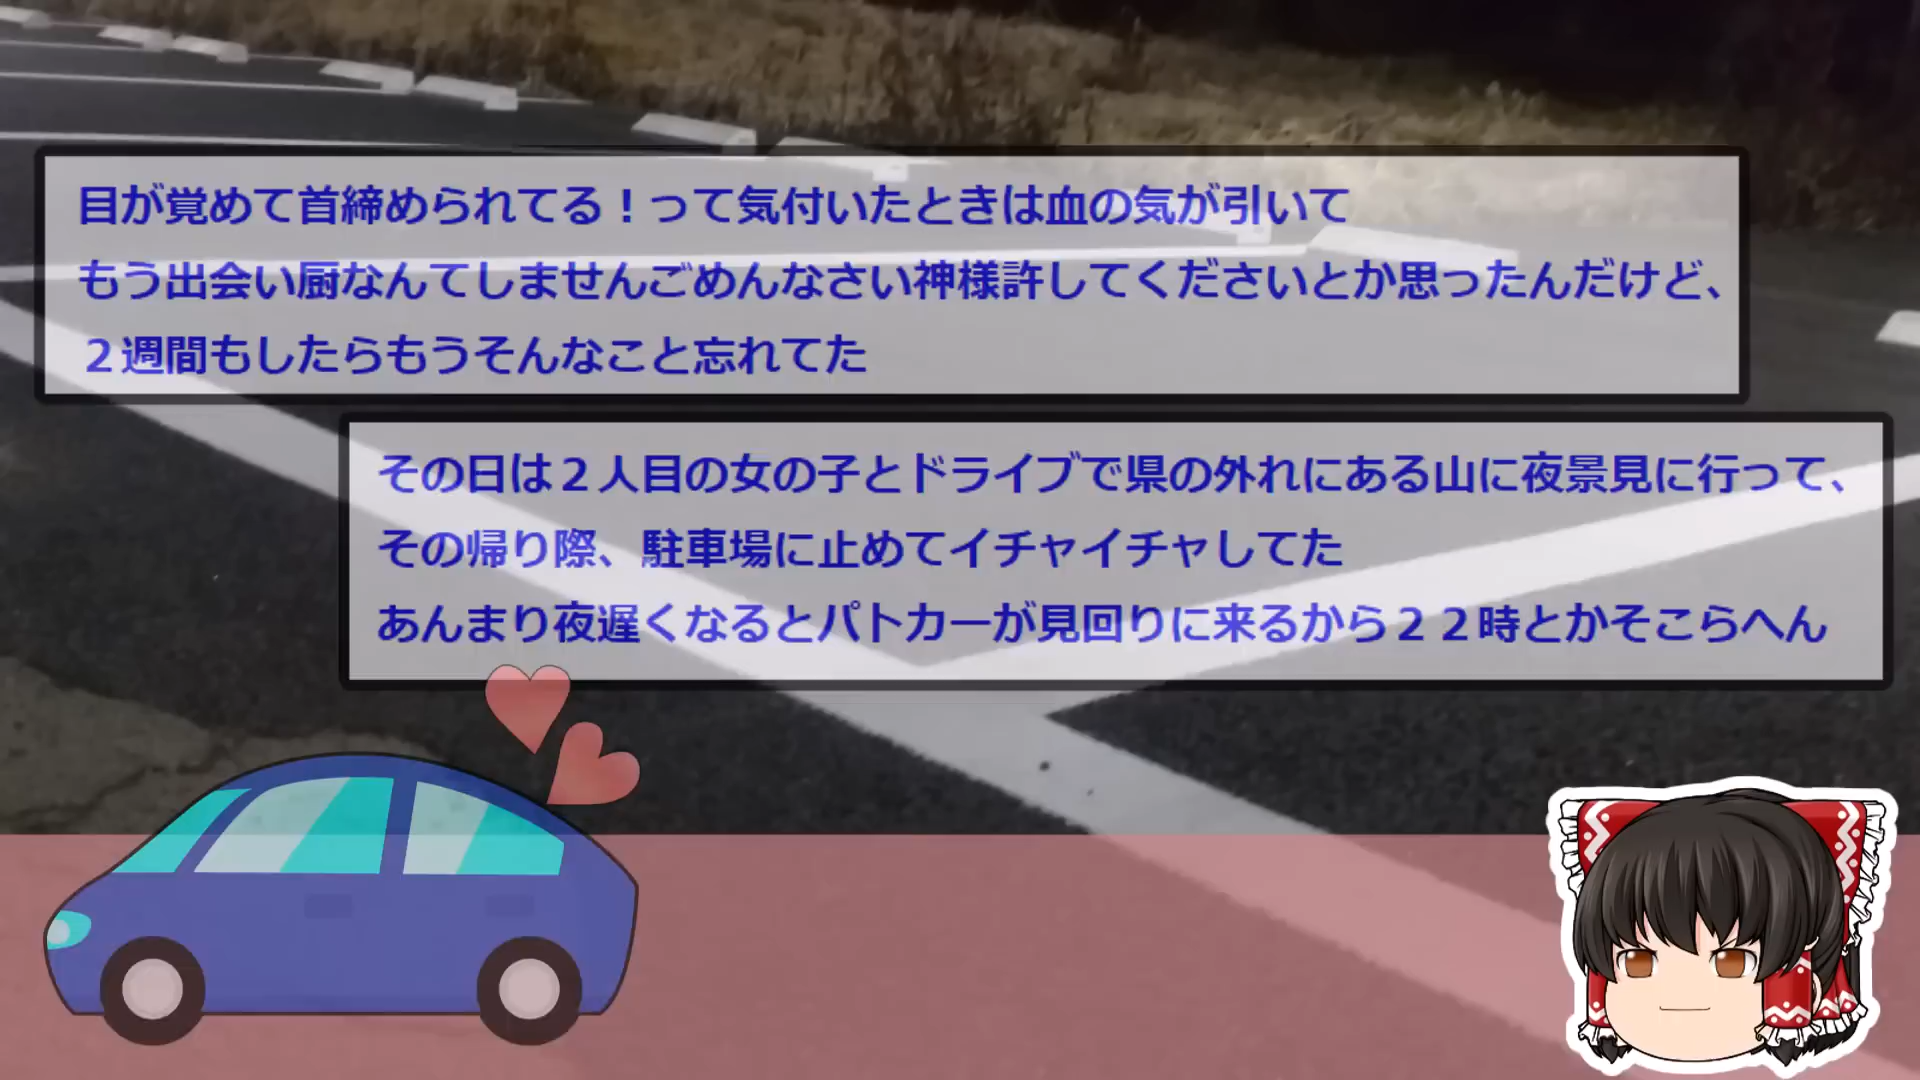 目が覚めて首締められてる！って気付いたときは血の気が引いて
もう出会い厨なんてしませんごめんなさい神様許してくださいとか思ったんだけど、
２週間もしたらもうそんなこと忘れてた
その日は２人目の女の子とドライブで県の外れにある山に夜景見に行って、
その帰り際、駐車場に止めてイチャイチャしてた
あんまり夜遅くなるとパトカーが見回りに来るから２２時とかそこらへん